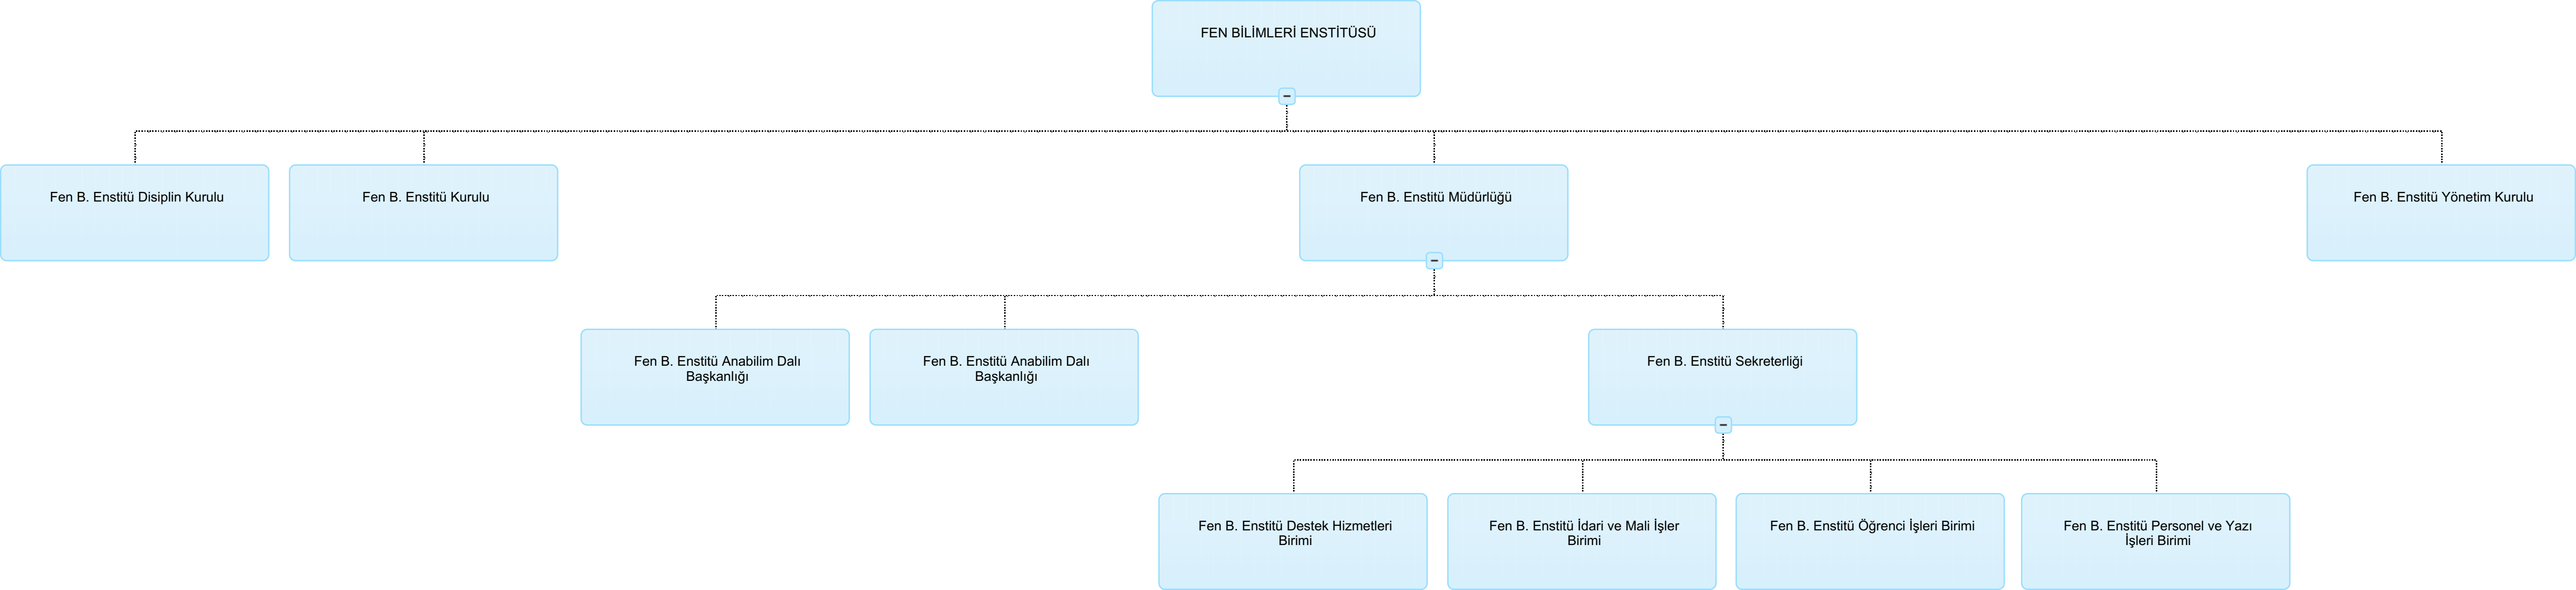 FEN BİLİMLERİ ENSTİTÜSÜ
Fen B. Enstitü Disiplin Kurulu
Fen B. Enstitü Kurulu
Fen B. Enstitü Müdürlüğü
Fen B. Enstitü Yönetim Kurulu
Fen B. Enstitü Anabilim Dalı
Başkanlığı
Fen B. Enstitü Anabilim Dalı
Başkanlığı
Fen B. Enstitü Sekreterliği
Fen B. Enstitü Destek Hizmetleri
Birimi
Fen B. Enstitü İdari ve Mali İşler
Birimi
Fen B. Enstitü Öğrenci İşleri Birimi
Fen B. Enstitü Personel ve Yazı
İşleri Birimi